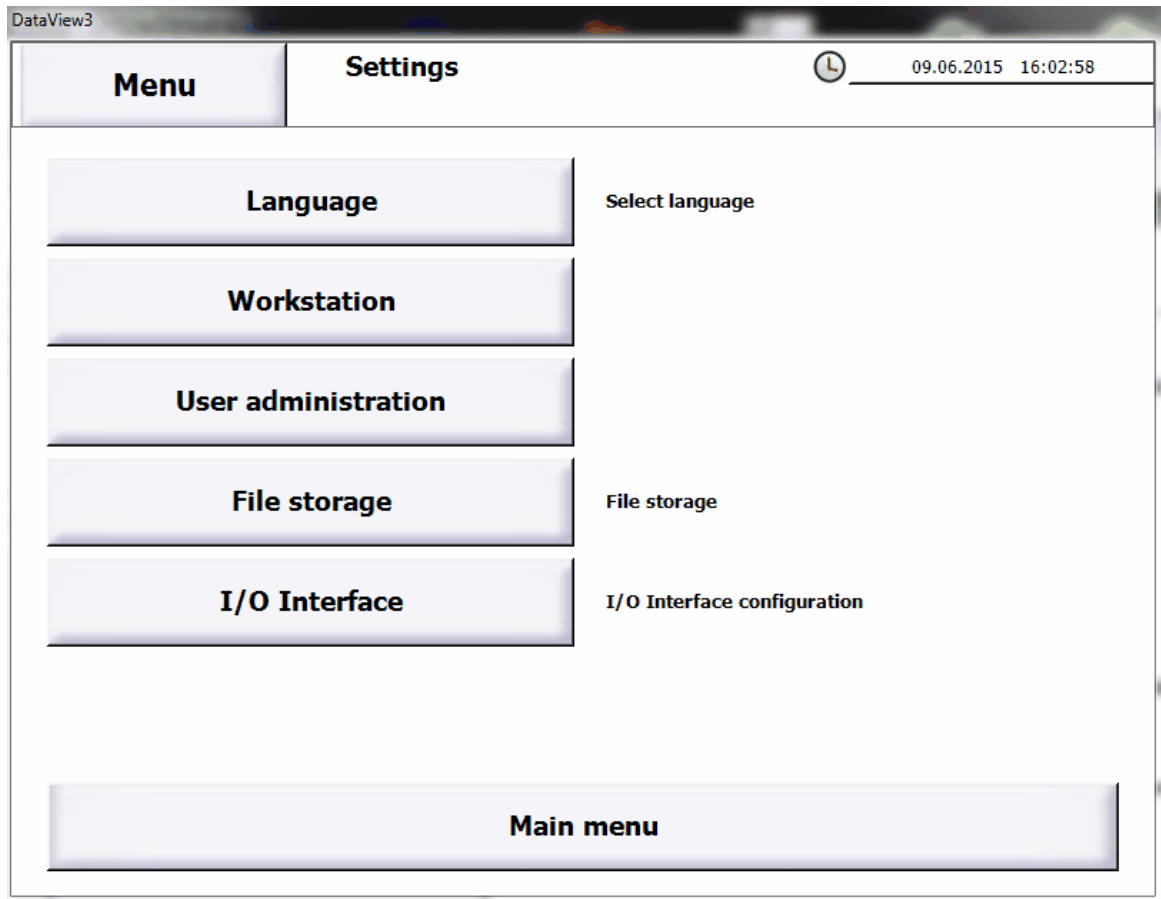 DataView3
Menu
Settings
09.06.2015 16:02:58
Language
Select language
Workstation
User administration
File storage
File storage
I/O Interface
I/O Interface configuration
Main menu